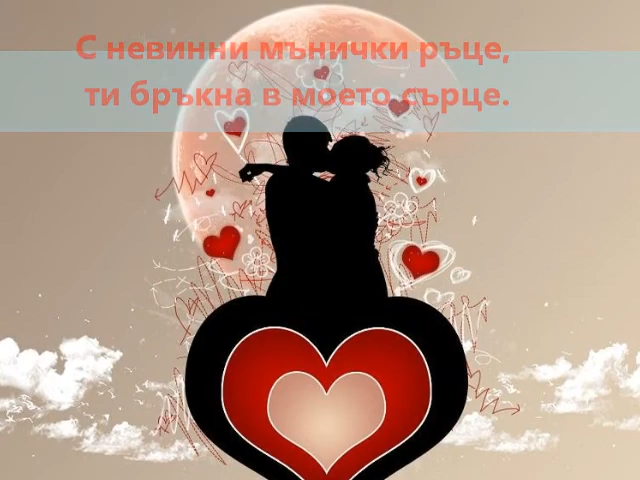 С невинни мънички ръце,
ти бръкна в моето сърце.